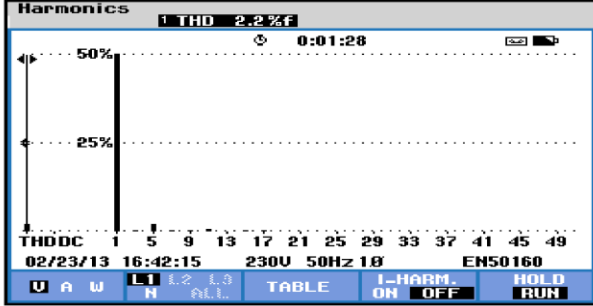 Harmonics
1 THD 2.2%f
0:01:28
50%
25%
THDDC 1 5 9 13 17 21 25 29 33 37 41 45 49
02/23/13 16:42:15 230V 50Hz 1Ø EN50160
U A W L1 L2 L3 TABLE I-HARM. HOLD
N ALL ON OFF RUN